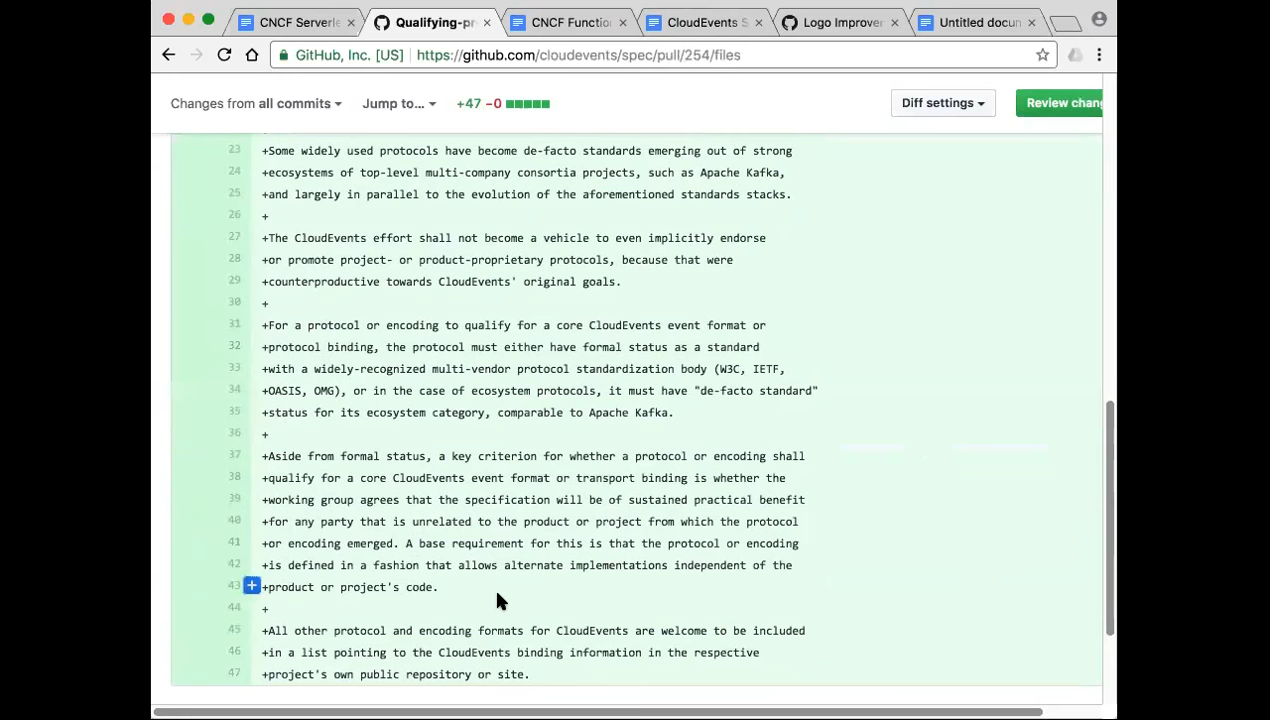 CNCF Serverle
Qualifying-pr
CNCF Functio
CloudEvents S
Logo Improver
Untitled docun
GitHub, Inc. [US]
https://github.com/cloudevents/spec/pull/254/files
Changes from all commits
Jump to...
+47 −0
Diff settings
Review chang
23 +Some widely used protocols have become de-facto standards emerging out of strong
24 +ecosystems of top-level multi-company consortia projects, such as Apache Kafka,
25 +and largely in parallel to the evolution of the aforementioned standards stacks.
26 +
27 +The CloudEvents effort shall not become a vehicle to even implicitly endorse
28 +or promote project- or product-proprietary protocols, because that were
29 +counterproductive towards CloudEvents' original goals.
30 +
31 +For a protocol or encoding to qualify for a core CloudEvents event format or
32 +protocol binding, the protocol must either have formal status as a standard
33 +with a widely-recognized multi-vendor protocol standardization body (W3C, IETF,
34 +OASIS, OMG), or in the case of ecosystem protocols, it must have "de-facto standard"
35 +status for its ecosystem category, comparable to Apache Kafka.
36 +
37 +Aside from formal status, a key criterion for whether a protocol or encoding shall
38 +qualify for a core CloudEvents event format or transport binding is whether the
39 +working group agrees that the specification will be of sustained practical benefit
40 +for any party that is unrelated to the product or project from which the protocol
41 +or encoding emerged. A base requirement for this is that the protocol or encoding
42 +is defined in a fashion that allows alternate implementations independent of the
43 +product or project's code.
44 +
45 +All other protocol and encoding formats for CloudEvents are welcome to be included
46 +in a list pointing to the CloudEvents binding information in the respective
47 +project's own public repository or site.